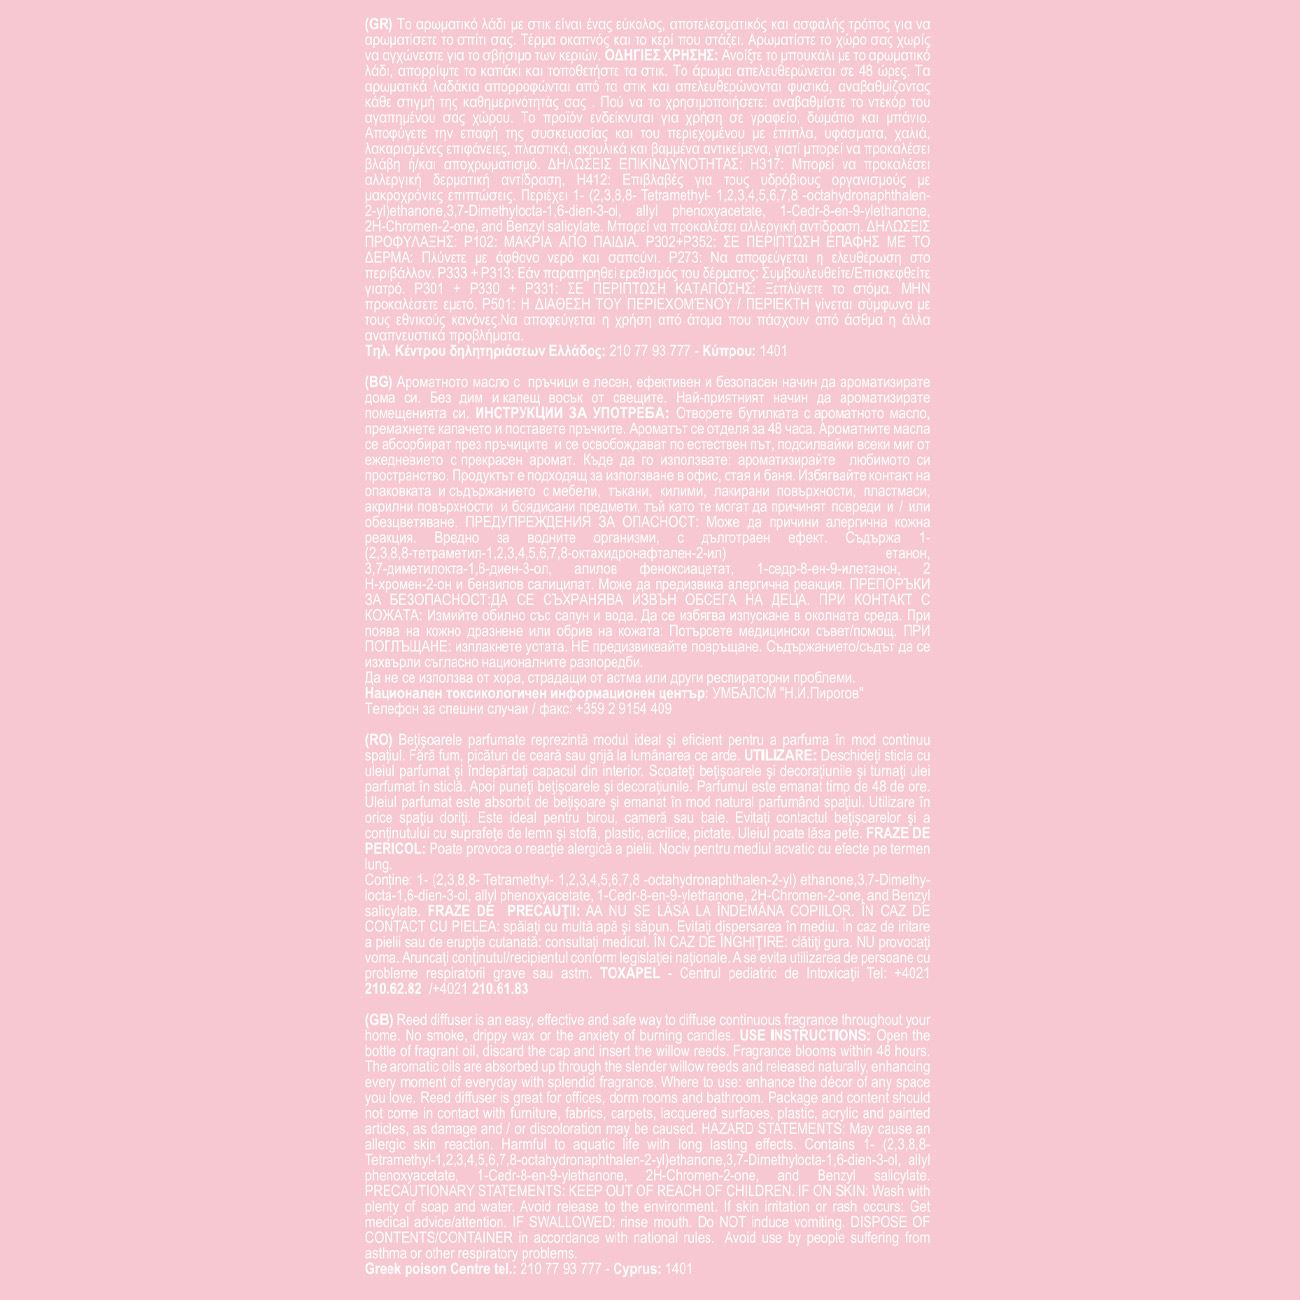 (GR) Το αρωματικό λάδι με στικ είναι ένας εύκολος, αποτελεσματικός και ασφαλής τρόπος για να
αρωματίσετε το σπίτι σας. Τέρμα οκαπνός και το κερί που στάζει. Αρωματίστε το χώρο σας χωρίς
να αγχώνεστε για το σβήσιμο των κεριών. ΟΔΗΓΙΕΣ ΧΡΗΣΗΣ: Ανοίξτε το μπουκάλι με το αρωματικό
λάδι, απορρίψτε το καπάκι και τοποθετήστε τα στικ. Το άρωμα απελευθερώνεται σε 48 ώρες. Τα
αρωματικά λαδάκια απορροφώνται από τα στικ και απελευθερώνονται φυσικά, αναβαθμίζοντας
κάθε στιγμή της καθημερινότητάς σας . Πού να το χρησιμοποιήσετε: αναβαθμίστε το ντεκόρ του
αγαπημένου σας χώρου. Το προϊόν ενδείκνυται για χρήση σε γραφείο, δωμάτιο και μπάνιο.
Αποφύγετε την επαφή της συσκευασίας και του περιεχομένου με έπιπλα, υφάσματα, χαλιά,
λακαρισμένες επιφάνειες, πλαστικά, ακρυλικά και βαμμένα αντικείμενα, γιατί μπορεί να προκαλέσει
βλάβη ή/και αποχρωματισμό. ΔΗΛΩΣΕΙΣ ΕΠΙΚΙΝΔΥΝΟΤΗΤΑΣ: H317: Μπορεί να προκαλέσει
αλλεργική δερματική αντίδραση, H412: Επιβλαβές για τους υδρόβιους οργανισμούς με
μακροχρόνιες επιπτώσεις. Περιέχει 1- (2,3,8,8- Tetramethyl- 1,2,3,4,5,6,7,8 -octahydronaphthalen-
2-yl)ethanone,3,7-Dimethylocta-1,6-dien-3-ol, allyl phenoxyacetate, 1-Cedr-8-en-9-ylethanone,
2H-Chromen-2-one, and Benzyl salicylate. Μπορεί να προκαλέσει αλλεργική αντίδραση. ΔΗΛΩΣΕΙΣ
ΠΡΟΦΥΛΑΞΗΣ: P102: ΜΑΚΡΙΑ ΑΠΟ ΠΑΙΔΙΑ. P302+P352: ΣΕ ΠΕΡΙΠΤΩΣΗ ΕΠΑΦΗΣ ΜΕ ΤΟ
ΔΕΡΜΑ: Πλύνετε με άφθονο νερό και σαπούνι. P273: Να αποφεύγεται η ελευθέρωση στο
περιβάλλον. P333 + P313: Εάν παρατηρηθεί ερεθισμός του δέρματος: Συμβουλευθείτε/Επισκεφθείτε
γιατρό. P301 + P330 + P331: ΣΕ ΠΕΡΙΠΤΩΣΗ ΚΑΤΑΠΟΣΗΣ: Ξεπλύνετε το στόμα. ΜΗΝ
προκαλέσετε εμετό. P501: Η ΔΙΑΘΕΣΗ ΤΟΥ ΠΕΡΙΕΧΟΜΈΝΟΥ / ΠΕΡΙΕΚΤΗ γίνεται σύμφωνα με
τους εθνικούς κανόνες.Να αποφεύγεται η χρήση από άτομα που πάσχουν από άσθμα η άλλα
αναπνευστικά προβλήματα.
Τηλ. Κέντρου δηλητηριάσεων Ελλάδος: 210 77 93 777 - Κύπρου: 1401
(BG) Ароматното масло с пръчици е лесен, ефективен и безопасен начин да ароматизирате
дома си. Без дим и капещ восък от свещите. Най-приятният начин да ароматизирате
помещенията си. ИНСТРУКЦИИ ЗА УПОТРЕБА: Отворете бутилката с ароматното масло,
премахнете капачето и поставете пръчките. Ароматът се отделя за 48 часа. Ароматните масла
се абсорбират през пръчиците и се освобождават по естествен път, подсилвайки всеки миг от
ежедневието с прекрасен аромат. Къде да го използвате: ароматизирайте любимото си
пространство. Продуктът е подходящ за използване в офис, стая и баня. Избягвайте контакт на
опаковката и съдържанието с мебели, тъкани, килими, лакирани повърхности, пластмаси,
акрилни повърхности и боядисани предмети, тъй като те могат да причинят повреди и / или
обезцветяване. ПРЕДУПРЕЖДЕНИЯ ЗА ОПАСНОСТ: Може да причини алергична кожна
реакция. Вредно за водните организми, с дълготраен ефект. Съдържа 1-
(2,3,8,8-тетраметил-1,2,3,4,5,6,7,8-октахидронафтален-2-ил) етанон,
3,7-диметилокта-1,6-диен-3-ол, алилов феноксиацетат, 1-седр-8-ен-9-илетанон, 2
Н-хромен-2-он и бензилов салицилат. Може да предизвика алергична реакция. ПРЕПОРЪКИ
ЗА БЕЗОПАСНОСТ:ДА СЕ СЪХРАНЯВА ИЗВЪН ОБСЕГА НА ДЕЦА. ПРИ КОНТАКТ С
КОЖАТА: Измийте обилно със сапун и вода. Да се избягва изпускане в околната среда. При
поява на кожно дразнене или обрив на кожата: Потърсете медицински съвет/помощ. ПРИ
ПОГЛЪЩАНЕ: изплакнете устата. НЕ предизвиквайте повръщане. Съдържанието/съдът да се
изхвърли съгласно националните разпоредби.
Да не се използва от хора, страдащи от астма или други респираторни проблеми.
Национален токсикологичен информационен център: УМБАЛСМ "Н.И.Пирогов"
Телефон за спешни случаи / факс: +359 2 9154 409
(RO) Bețișoarele parfumate reprezintă modul ideal și eficient pentru a parfuma în mod continuu
spațiul. Fără fum, picături de ceară sau grijă la lumânarea ce arde. UTILIZARE: Deschideți sticla cu
uleiul parfumat și îndepărtați capacul din interior. Scoateți bețișoarele și decorațiunile și turnați ulei
parfumat în sticlă. Apoi puneți bețișoarele și decorațiunile. Parfumul este emanat timp de 48 de ore.
Uleiul parfumat este absorbit de bețișoare și emanat în mod natural parfumând spațiul. Utilizare în
orice spațiu doriți. Este ideal pentru birou, cameră sau baie. Evitați contactul bețișoarelor și a
conținutului cu suprafețe de lemn și stofă, plastic, acrilice, pictate. Uleiul poate lăsa pete. FRAZE DE
PERICOL: Poate provoca o reacție alergică a pielii. Nociv pentru mediul acvatic cu efecte pe termen
lung.
Conține: 1- (2,3,8,8- Tetramethyl- 1,2,3,4,5,6,7,8 -octahydronaphthalen-2-yl) ethanone,3,7-Dimethy-
locta-1,6-dien-3-ol, allyl phenoxyacetate, 1-Cedr-8-en-9-ylethanone, 2H-Chromen-2-one, and Benzyl
salicylate. FRAZE DE PRECAUȚII: AA NU SE LĂSA LA ÎNDEMÂNA COPIILOR. ÎN CAZ DE
CONTACT CU PIELEA: spălați cu multă apă și săpun. Evitați dispersarea în mediu. În caz de iritare
a pielii sau de erupție cutanată: consultați medicul. ÎN CAZ DE ÎNGHIȚIRE: clătiți gura. NU provocați
voma. Aruncați conținutul/recipientul conform legislației naționale. A se evita utilizarea de persoane cu
probleme respiratorii grave sau astm. TOXAPEL - Centrul pediatric de Intoxicații Tel: +4021
210.62.82 /+4021 210.61.83
(GB) Reed diffuser is an easy, effective and safe way to diffuse continuous fragrance throughout your
home. No smoke, drippy wax or the anxiety of burning candles. USE INSTRUCTIONS: Open the
bottle of fragrant oil, discard the cap and insert the willow reeds. Fragrance blooms within 48 hours.
The aromatic oils are absorbed up through the slender willow reeds and released naturally, enhancing
every moment of everyday with splendid fragrance. Where to use: enhance the décor of any space
you love. Reed diffuser is great for offices, dorm rooms and bathroom. Package and content should
not come in contact with furniture, fabrics, carpets, lacquered surfaces, plastic, acrylic and painted
articles, as damage and / or discoloration may be caused. HAZARD STATEMENTS: May cause an
allergic skin reaction. Harmful to aquatic life with long lasting effects. Contains 1- (2,3,8,8-
Tetramethyl-1,2,3,4,5,6,7,8-octahydronaphthalen-2-yl)ethanone,3,7-Dimethylocta-1,6-dien-3-ol, allyl
phenoxyacetate, 1-Cedr-8-en-9-ylethanone, 2H-Chromen-2-one, and Benzyl salicylate.
PRECAUTIONARY STATEMENTS: KEEP OUT OF REACH OF CHILDREN. IF ON SKIN: Wash with
plenty of soap and water. Avoid release to the environment. If skin irritation or rash occurs: Get
medical advice/attention. IF SWALLOWED: rinse mouth. Do NOT induce vomiting. DISPOSE OF
CONTENTS/CONTAINER in accordance with national rules. Avoid use by people suffering from
asthma or other respiratory problems.
Greek poison Centre tel.: 210 77 93 777 - Cyprus: 1401